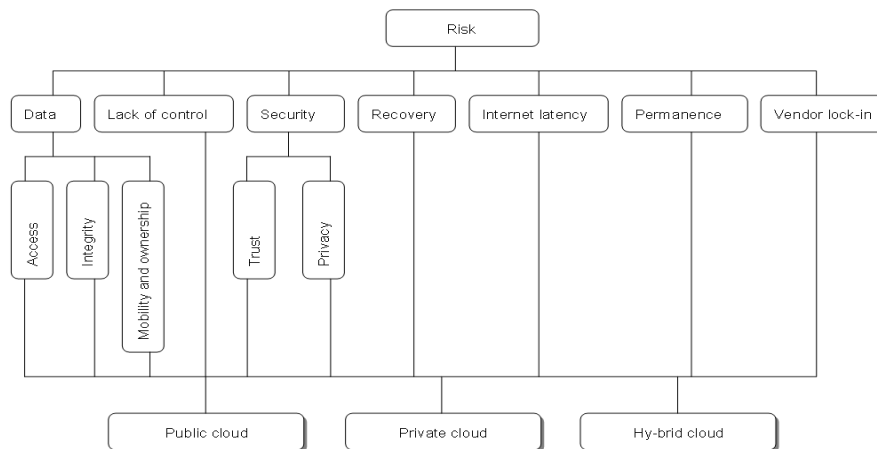 Risk
Data
Lack of control
Security
Recovery
Internet latency
Permanence
Vendor lock-in
Access
Integrity
Mobility and ownership
Trust
Privacy
Public cloud
Private cloud
Hy-brid cloud